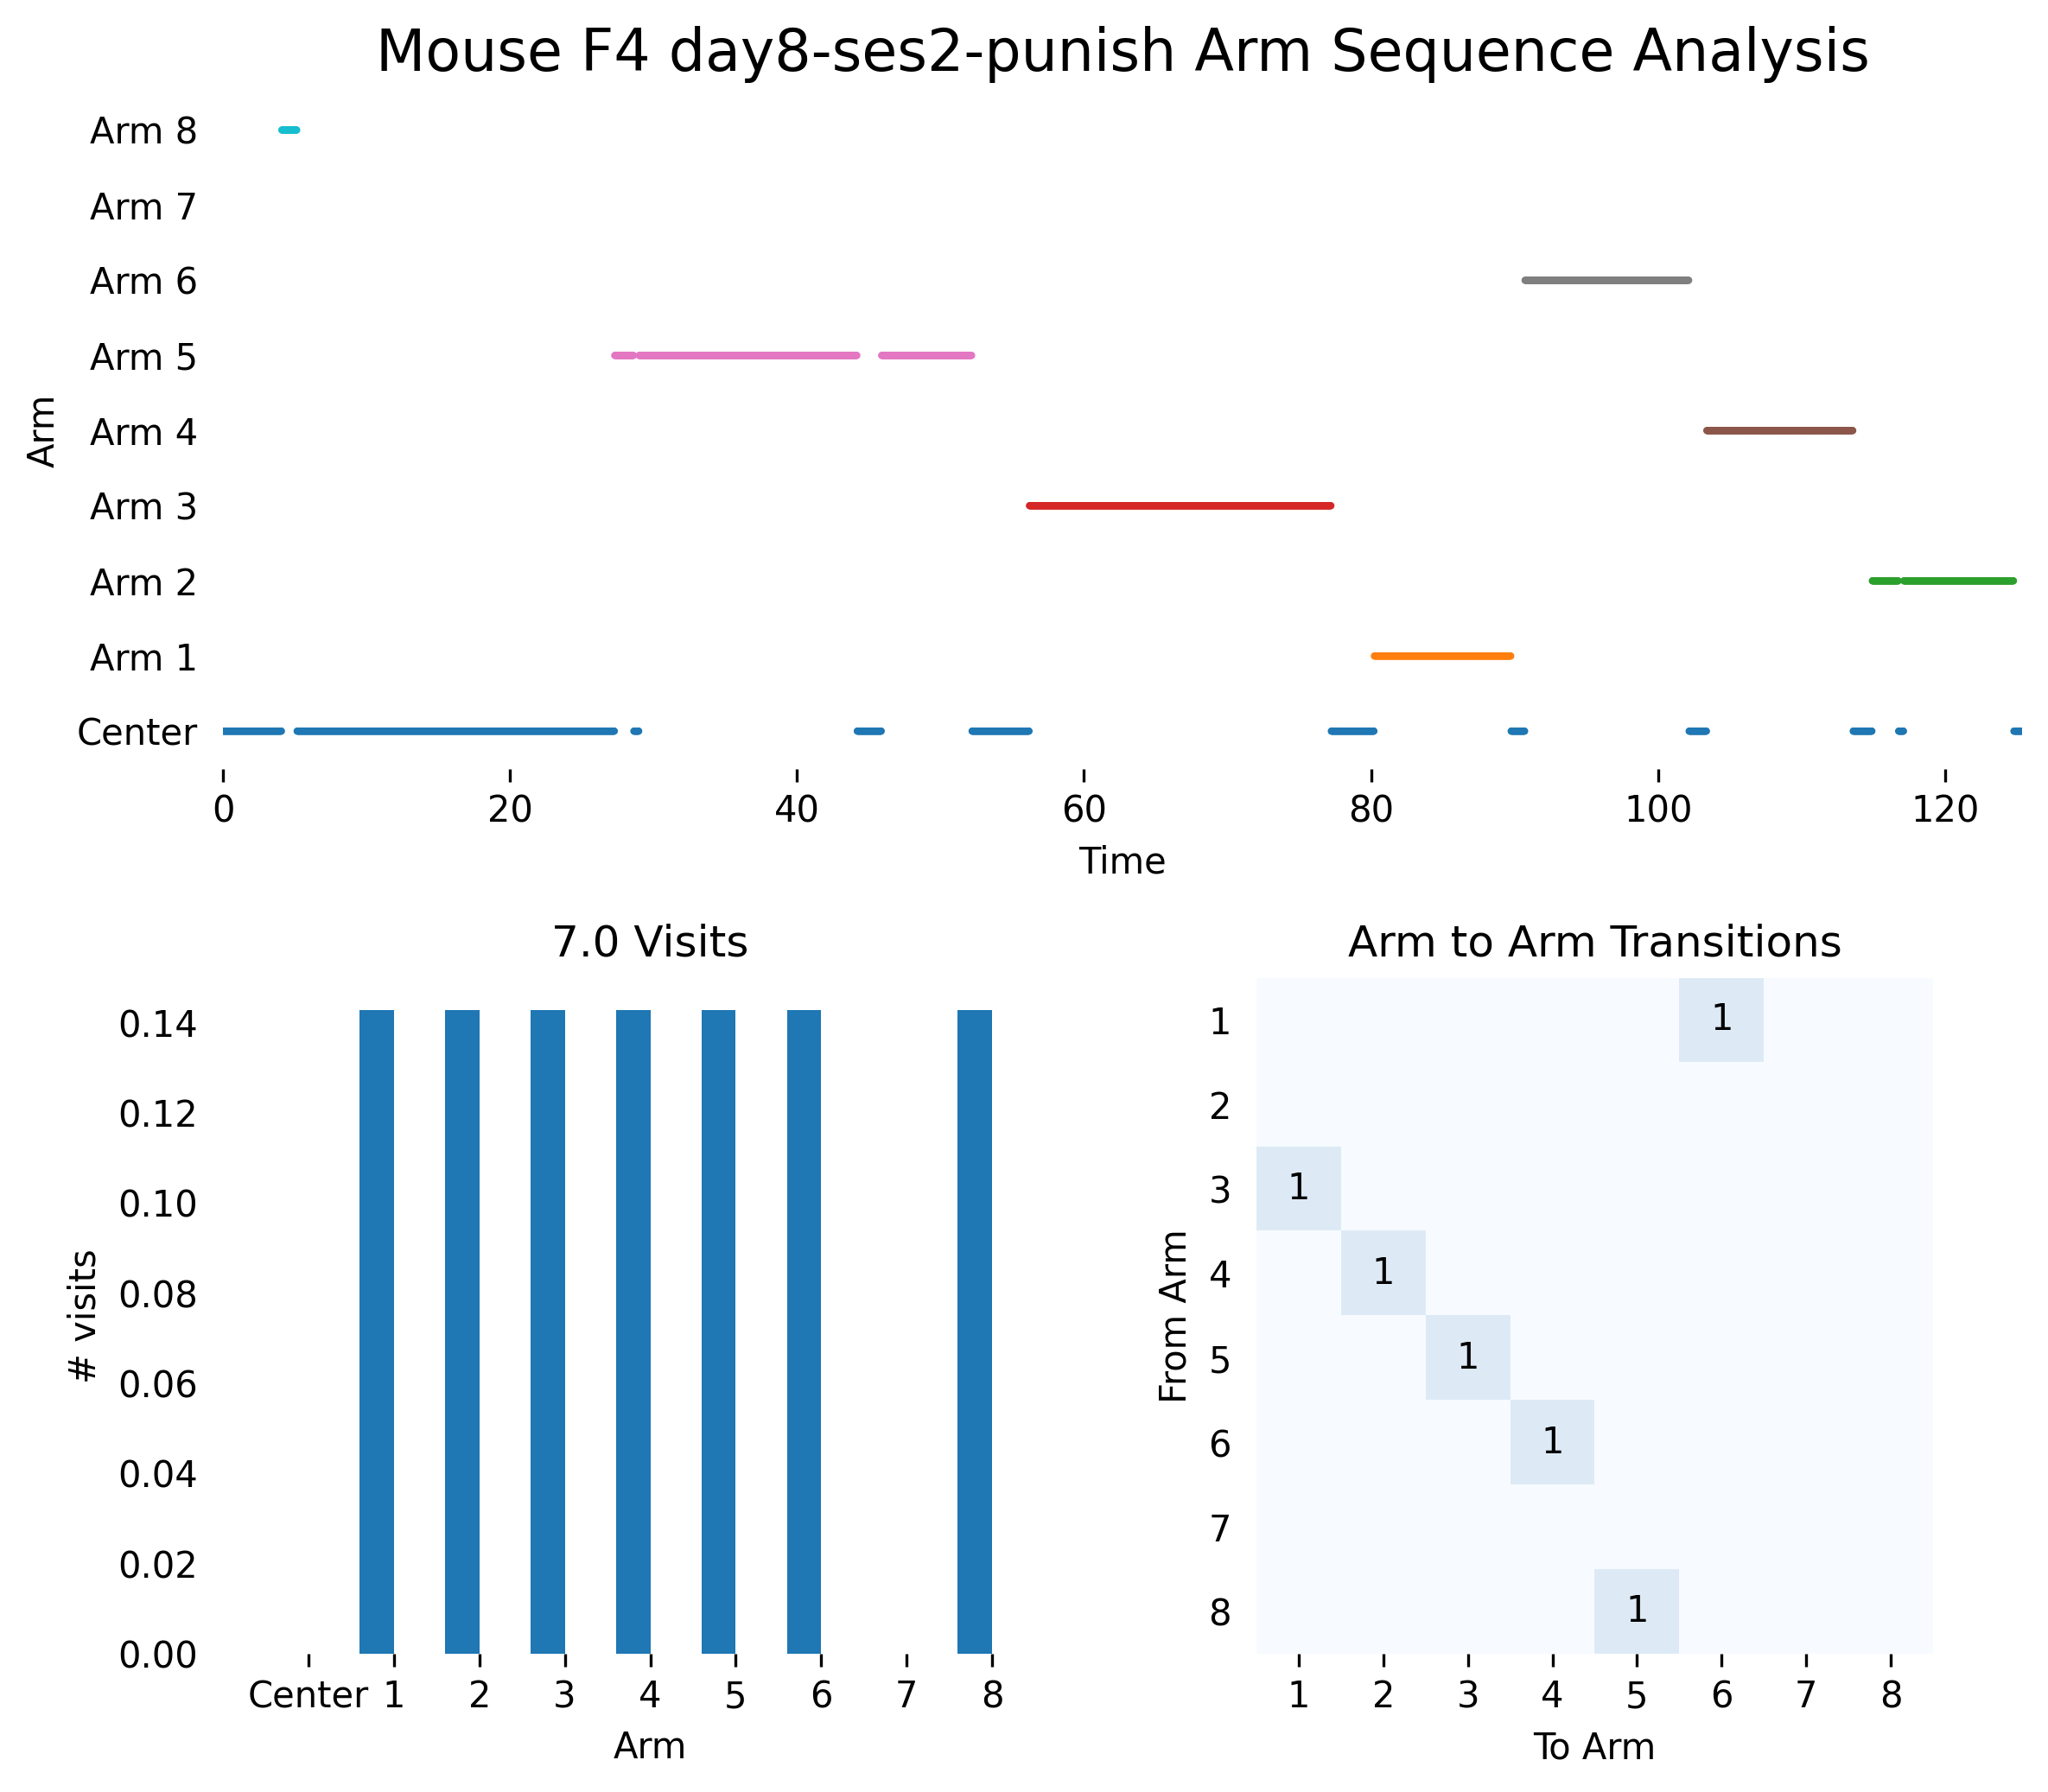 Mouse F4 day8-ses2-punish Arm Sequence Analysis
Arm 8
Arm 7
Arm 6
Arm 5
Arm 4
Arm 3
Arm 2
Arm 1
Center
Arm
0 20 40 60 80 100 120
Time
7.0 Visits
0.14
0.12
0.10
0.08
0.06
0.04
0.02
0.00
# visits
Center 1 2 3 4 5 6 7 8
Arm
Arm to Arm Transitions
1 1
2
3 1
4 1
5 1
6 1
7
8 1
From Arm
1 2 3 4 5 6 7 8
To Arm